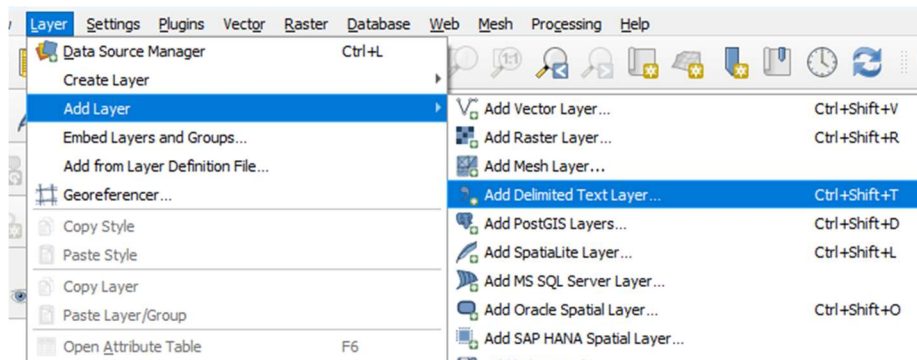 Layer Settings Plugins Vector Raster Database Web Mesh Processing Help
Data Source Manager Ctrl+L
Create Layer
Add Layer
Embed Layers and Groups...
Add from Layer Definition File...
Georeferencer...
Copy Style
Paste Style
Copy Layer
Paste Layer/Group
Open Attribute Table F6
1:1
Add Vector Layer... Ctrl+Shift+V
Add Raster Layer... Ctrl+Shift+R
Add Mesh Layer...
Add Delimited Text Layer... Ctrl+Shift+T
Add PostGIS Layers... Ctrl+Shift+D
Add SpatiaLite Layer... Ctrl+Shift+L
Add MS SQL Server Layer...
Add Oracle Spatial Layer... Ctrl+Shift+O
Add SAP HANA Spatial Layer...